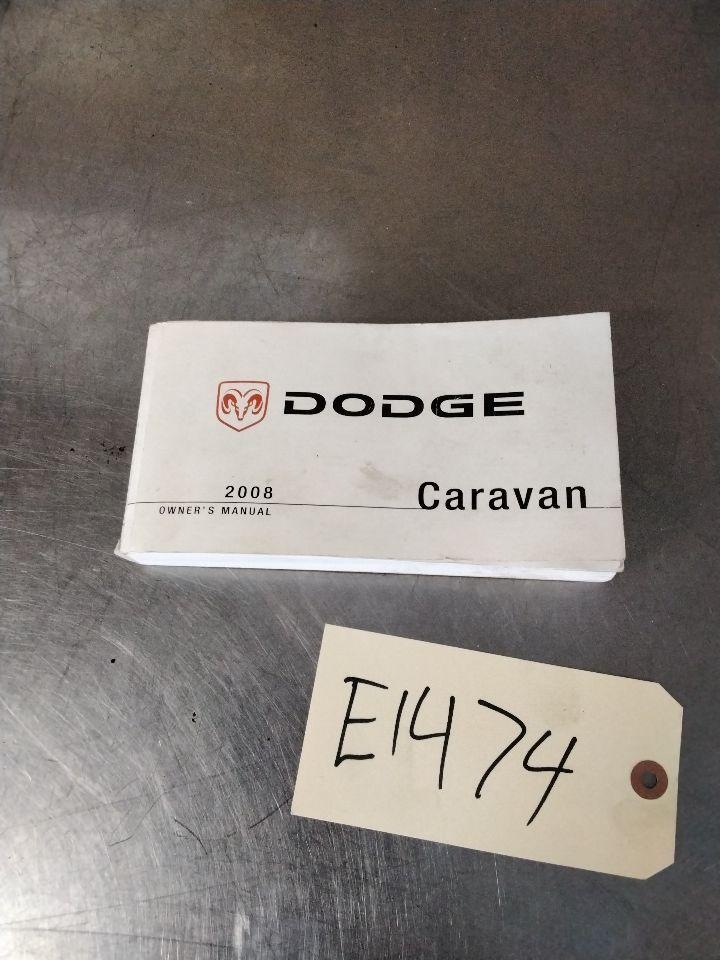 DODGE
2008
OWNER'S MANUAL
Caravan
E1474